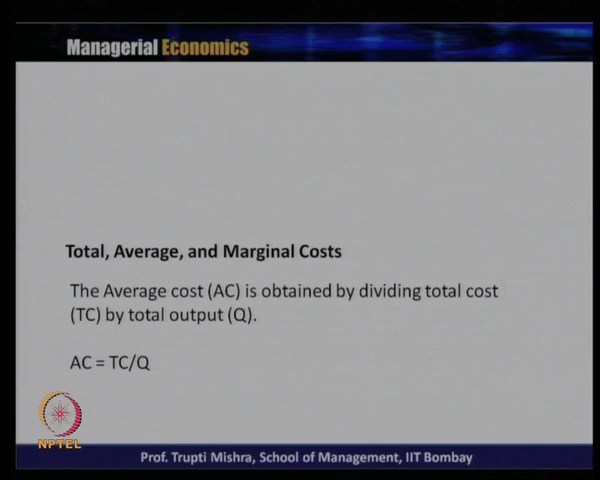 Managerial Economics
Total, Average, and Marginal Costs
The Average cost (AC) is obtained by dividing total cost
(TC) by total output (Q).
AC = TC/Q
NPTEL
Prof. Trupti Mishra, School of Management, IIT Bombay